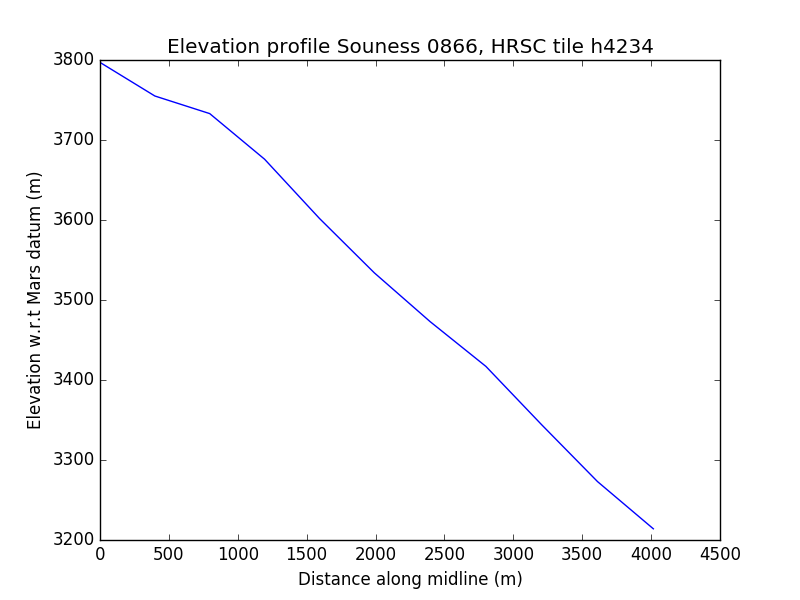 Elevation profile Souness 0866, HRSC tile h4234
3800
3700
3600
3500
3400
3300
3200
Elevation w.r.t Mars datum (m)
0 500 1000 1500 2000 2500 3000 3500 4000 4500
Distance along midline (m)